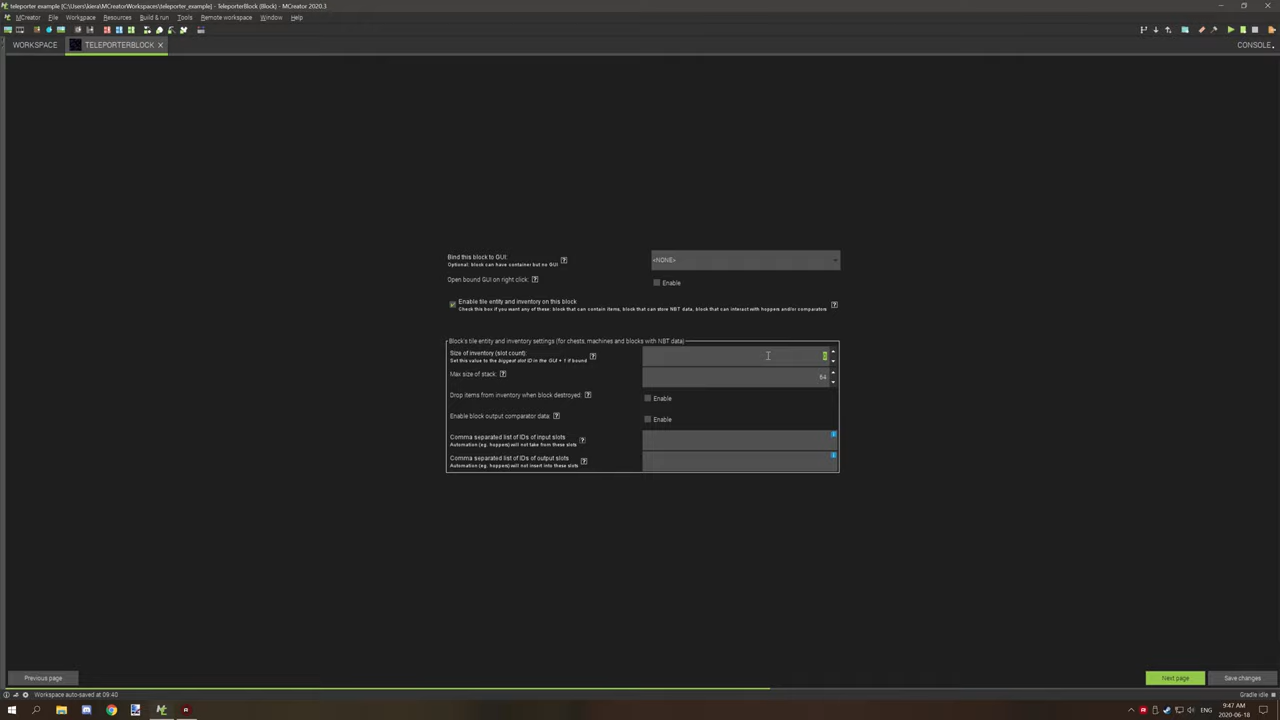 teleporter example [C:\Users\kiera\MCreatorWorkspaces\teleporter_example] - TeleporterBlock (Block) - MCreator 2020.3
MCreator File Workspace Resources Build & run Tools Remote workspace Window Help
WORKSPACE TELEPORTERBLOCK CONSOLE
Bind this block to GUI: <NONE>
Optional: block can have container but no GUI
Open bound GUI on right click: Enable
Enable tile entity and inventory on this block
Check this box if you want any of these: block that can contain items, block that can store NBT data, block that can interact with hoppers and/or comparators
Block's tile entity and inventory settings (for chests, machines and blocks with NBT data)
Size of inventory (slot count):
Set this value to the biggest slot ID in the GUI + 1 if bound
Max size of stack: 64
Drop items from inventory when block destroyed: Enable
Enable block output comparator data: Enable
Comma separated list of IDs of input slots
Automation (eg. hoppers) will not take from these slots
Comma separated list of IDs of output slots
Automation (eg. hoppers) will not insert into these slots
Previous page Next page Save changes
Workspace auto-saved at 09:40 Gradle idle
ENG 9:47 AM
2020-06-18